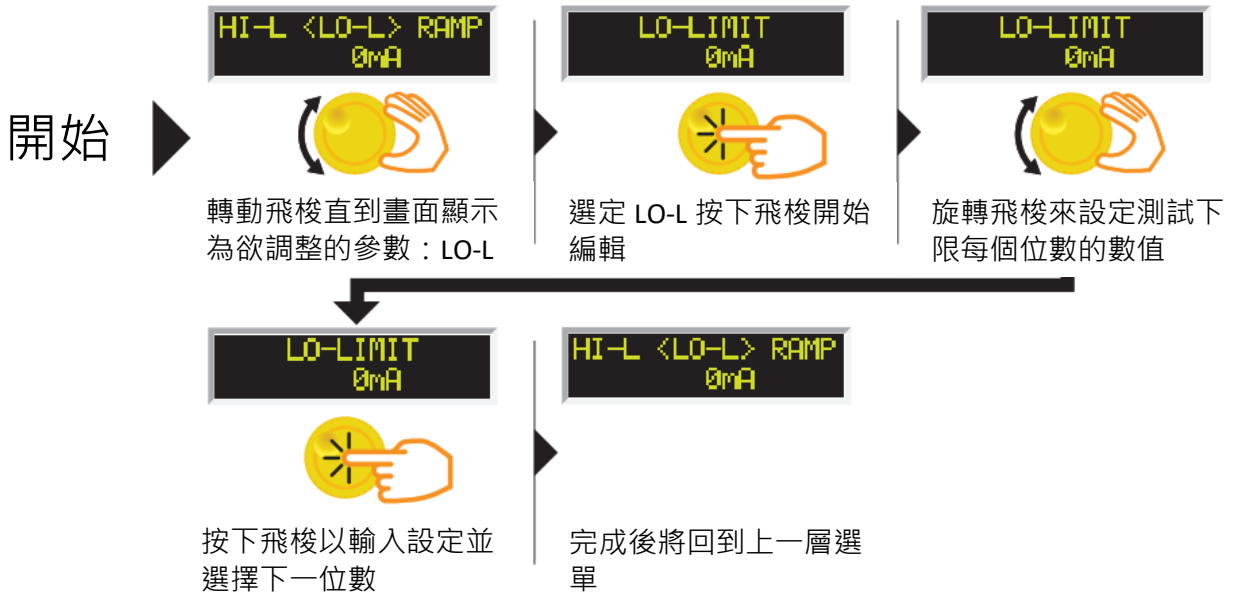 開始
HI-L <LO-L> RAMP
0mA
轉動飛梭直到畫面顯示
為欲調整的參數：LO-L
LO-LIMIT
0mA
選定 LO-L 按下飛梭開始
編輯
LO-LIMIT
0mA
旋轉飛梭來設定測試下
限每個位數的數值
LO-LIMIT
0mA
按下飛梭以輸入設定並
選擇下一位數
HI-L <LO-L> RAMP
0mA
完成後將回到上一層選
單